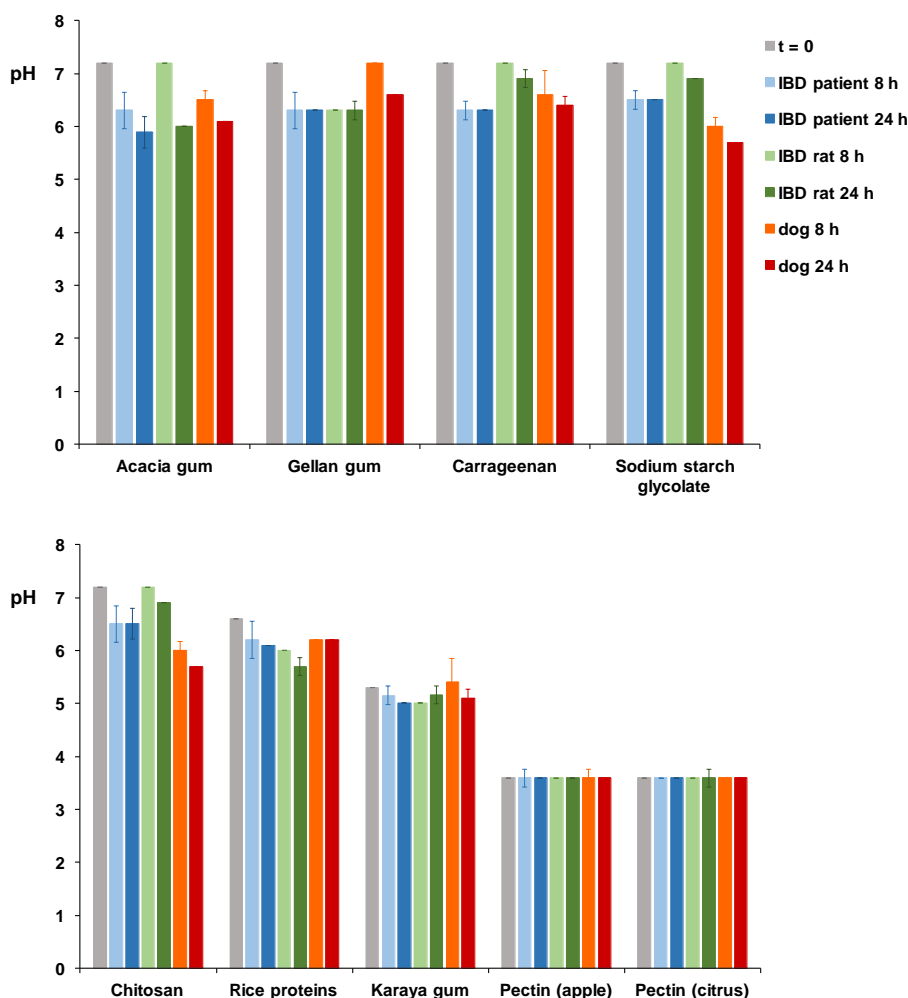 8
7
6
5
4
3
2
1
0
pH
Acacia gum
Gellan gum
Carrageenan
Sodium starch
glycolate
t = 0
IBD patient 8 h
IBD patient 24 h
IBD rat 8 h
IBD rat 24 h
dog 8 h
dog 24 h
8
7
6
5
4
3
2
1
0
pH
Chitosan
Rice proteins
Karaya gum
Pectin (apple)
Pectin (citrus)